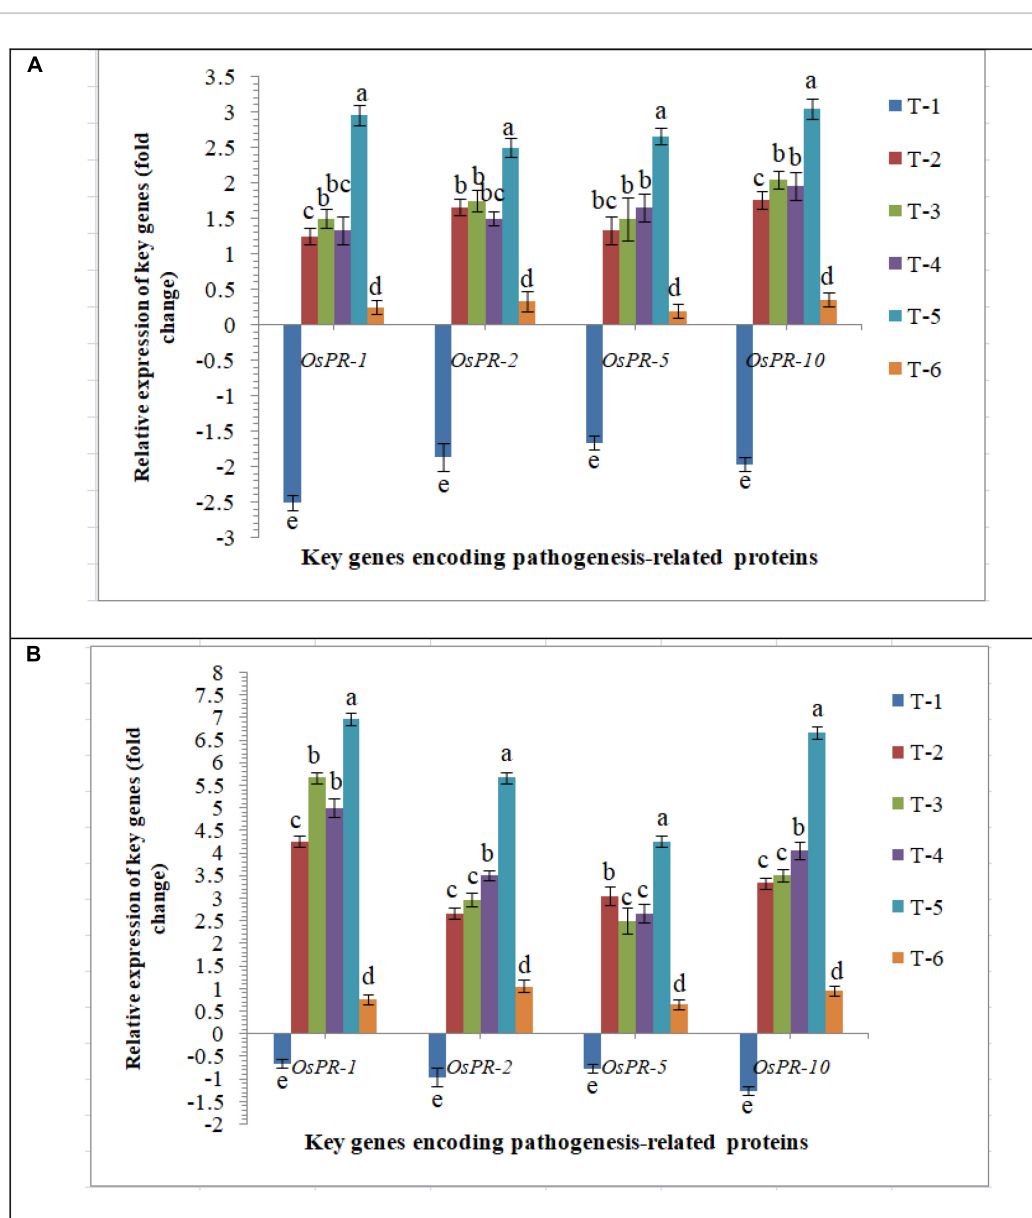 A
3.5
3
2.5
2
1.5
1
0.5
0
-0.5
-1
-1.5
-2
-2.5
-3
Relative expression of key genes (fold
change)
e c b bc a d
e b b bc a d
e bc b b a d
e c b b a d
OsPR-1 OsPR-2 OsPR-5 OsPR-10
Key genes encoding pathogenesis-related proteins
T-1
T-2
T-3
T-4
T-5
T-6
B
8
7.5
7
6.5
6
5.5
5
4.5
4
3.5
3
2.5
2
1.5
1
0.5
0
-0.5
-1
-1.5
-2
Relative expression of key genes (fold
change)
e c b b a d
e c c b a d
e b c c a d
e c c b a d
OsPR-1 OsPR-2 OsPR-5 OsPR-10
Key genes encoding pathogenesis-related proteins
T-1
T-2
T-3
T-4
T-5
T-6